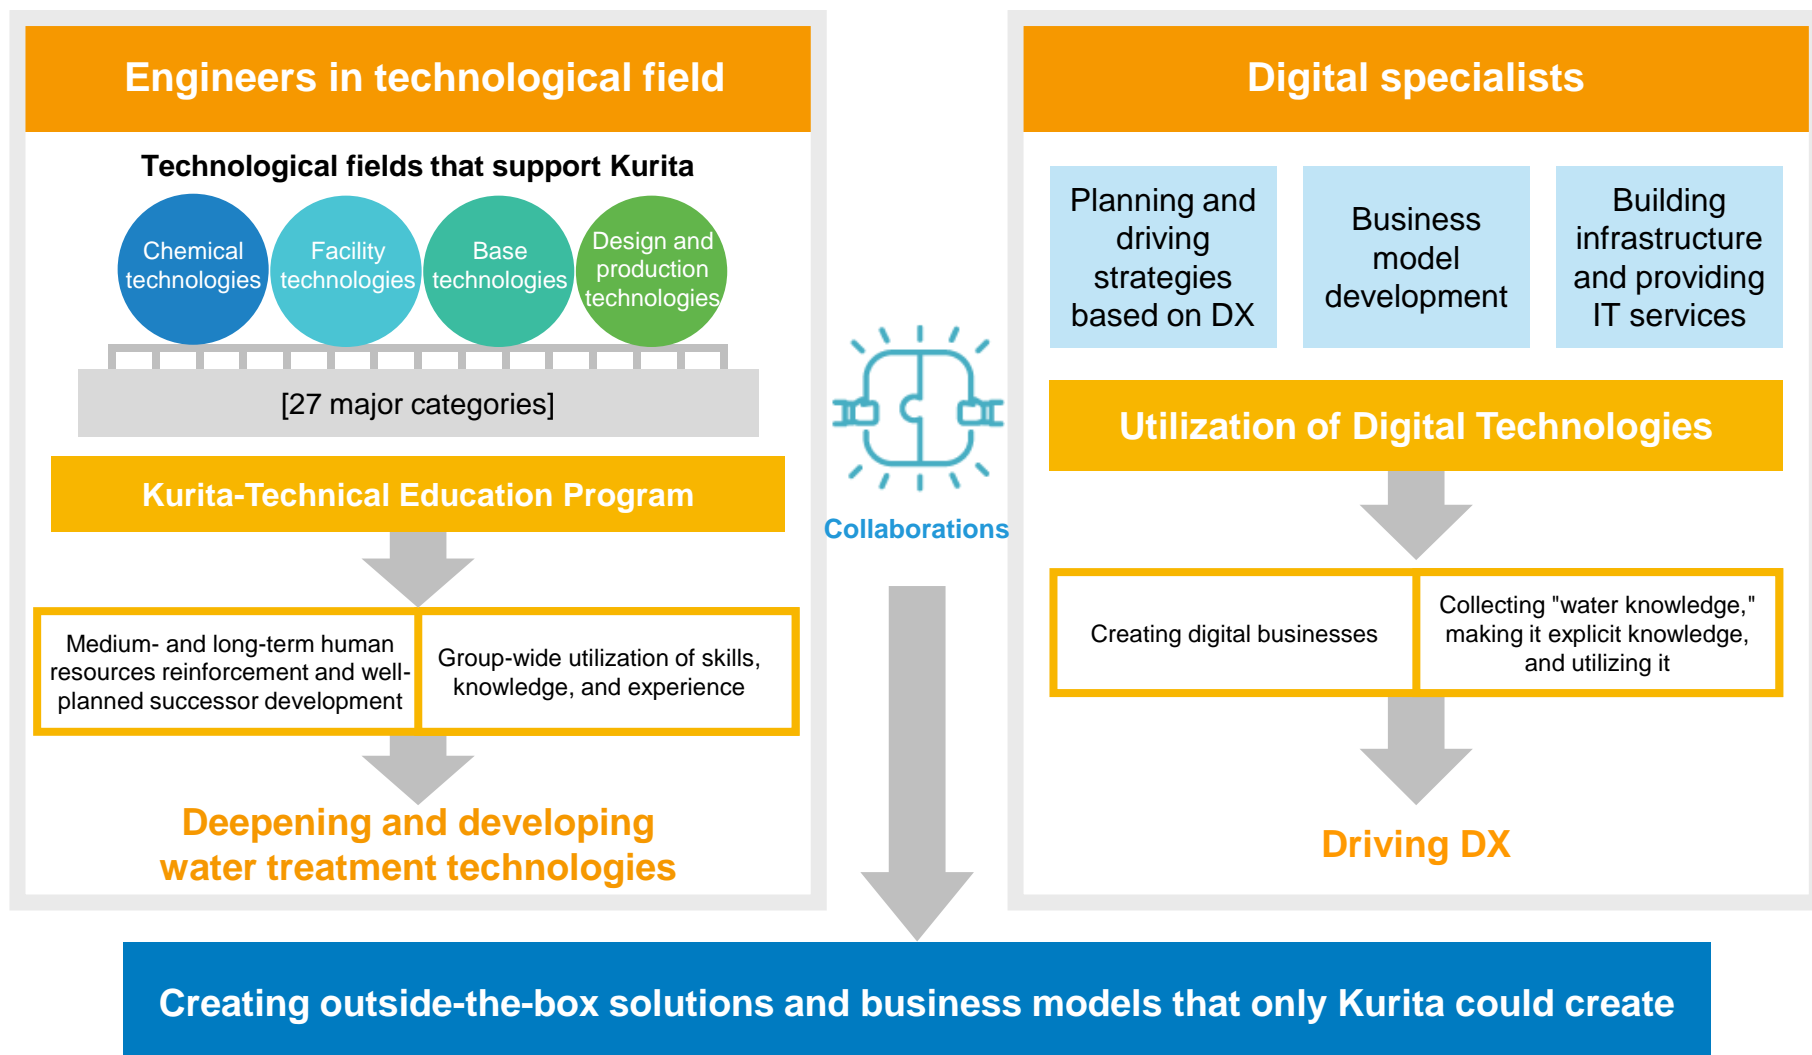 Engineers in technological field
Technological fields that support Kurita
Chemical
technologies
Facility
technologies
Base
technologies
Design and
production
technologies
[27 major categories]
Kurita-Technical Education Program
Medium- and long-term human
resources reinforcement and well-
planned successor development
Group-wide utilization of skills,
knowledge, and experience
Deepening and developing
water treatment technologies
Collaborations
Digital specialists
Planning and
driving
strategies
based on DX
Business
model
development
Building
infrastructure
and providing
IT services
Utilization of Digital Technologies
Creating digital businesses
Collecting "water knowledge,"
making it explicit knowledge,
and utilizing it
Driving DX
Creating outside-the-box solutions and business models that only Kurita could create